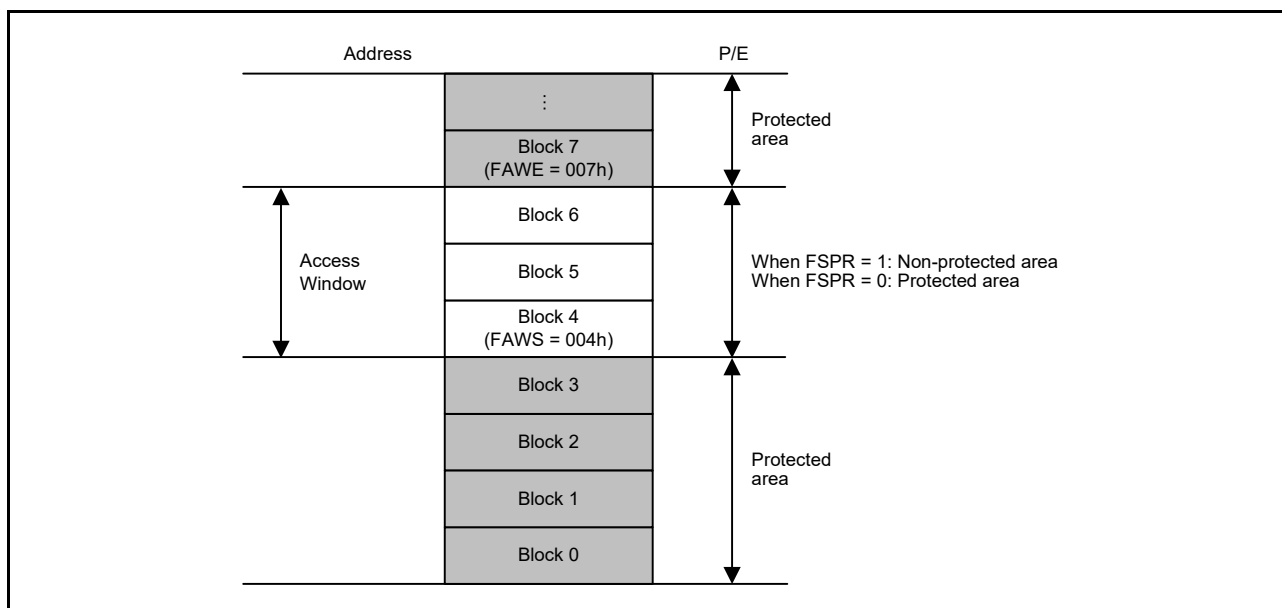 Address
P/E
⋮
Protected
area
Block 7
(FAWE = 007h)
Block 6
Access
Window
Block 5
When FSPR = 1: Non-protected area
When FSPR = 0: Protected area
Block 4
(FAWS = 004h)
Block 3
Block 2
Protected
area
Block 1
Block 0